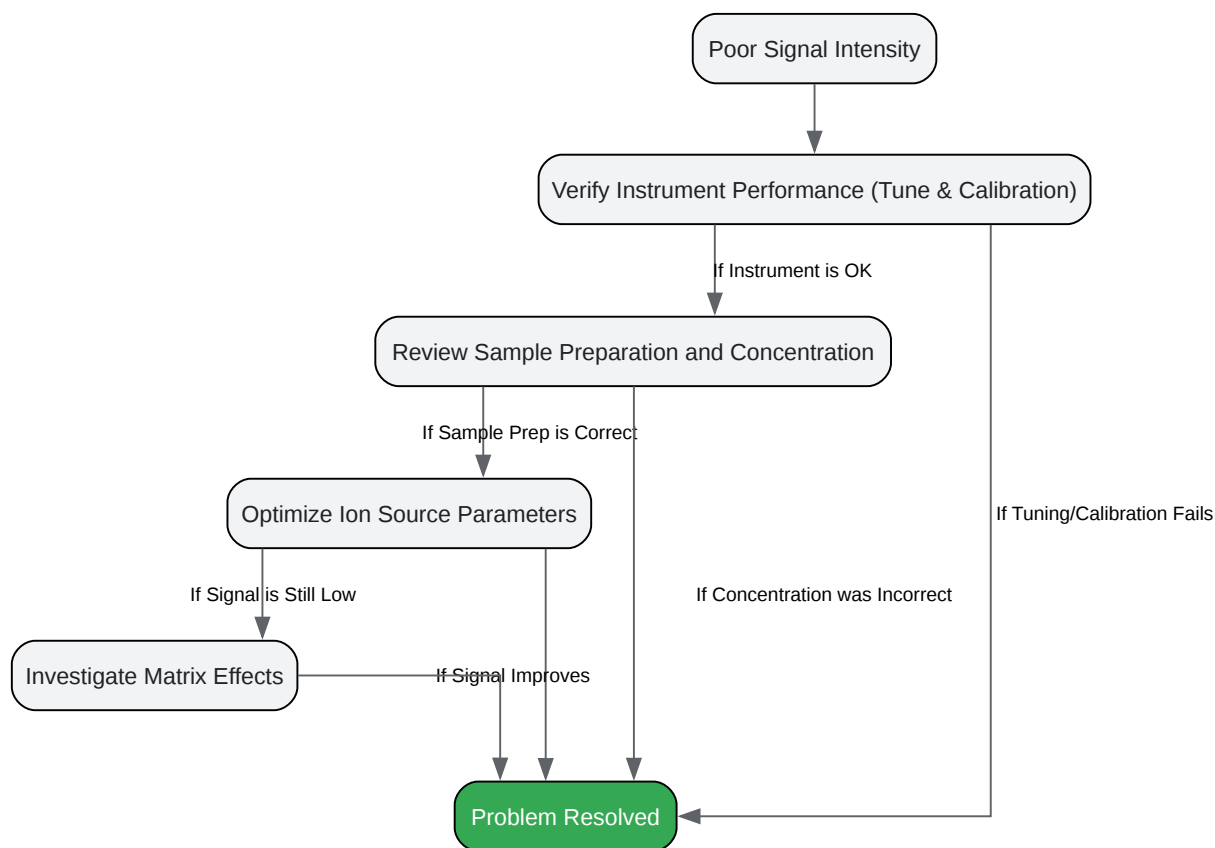 Poor Signal Intensity
Verify Instrument Performance (Tune & Calibration)
If Instrument is OK
Review Sample Preparation and Concentration
If Sample Prep is Correct
Optimize Ion Source Parameters
If Tuning/Calibration Fails
If Signal is Still Low
If Concentration was Incorrect
Investigate Matrix Effects
If Signal Improves
Problem Resolved